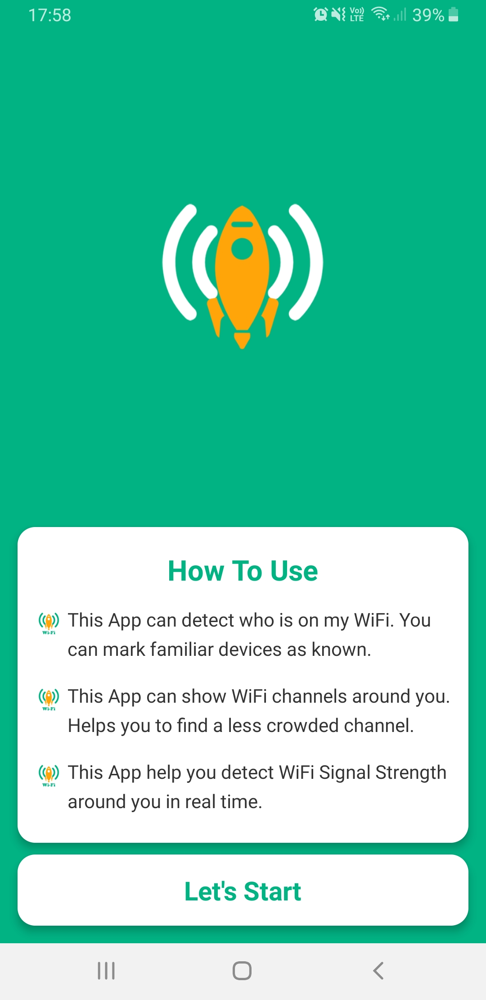 17:58
Vo)) LTE 39%
How To Use
This App can detect who is on my WiFi. You
can mark familiar devices as known.
Wi-Fi
This App can show WiFi channels around you.
Helps you to find a less crowded channel.
Wi-Fi
This App help you detect WiFi Signal Strength
around you in real time.
Wi-Fi
Let's Start